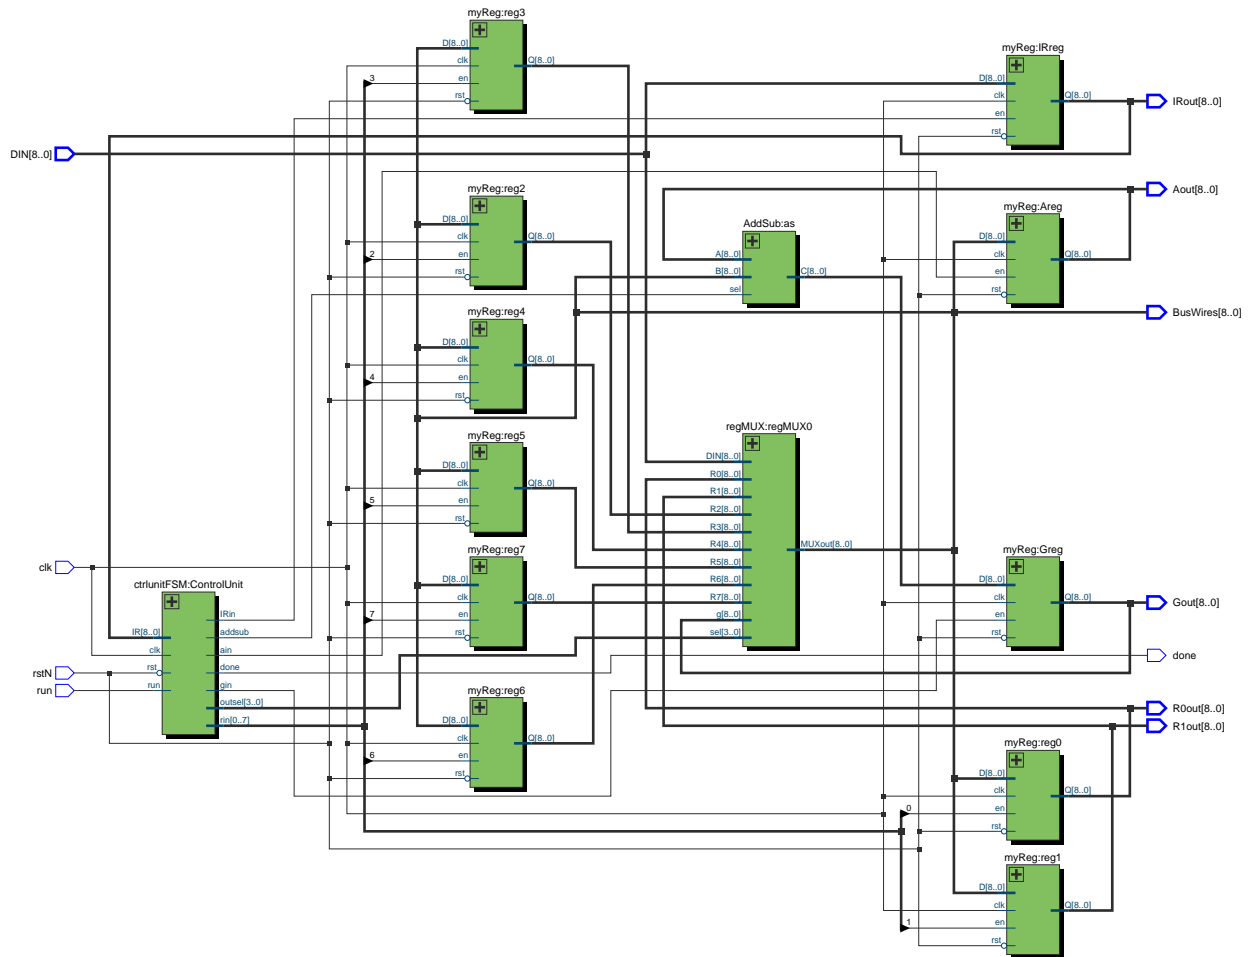 myReg:reg3
D[8..0]
clk
en
rst
Q[8..0]
3
myReg:IRreg
D[8..0]
clk
en
rst
Q[8..0]
IRout[8..0]
DIN[8..0]
myReg:reg2
D[8..0]
clk
en
rst
Q[8..0]
2
AddSub:as
A[8..0]
B[8..0]
sel
C[8..0]
myReg:Areg
D[8..0]
clk
en
rst
Q[8..0]
Aout[8..0]
BusWires[8..0]
myReg:reg4
D[8..0]
clk
en
rst
Q[8..0]
4
myReg:reg5
D[8..0]
clk
en
rst
Q[8..0]
5
regMUX:regMUX0
DIN[8..0]
R0[8..0]
R1[8..0]
R2[8..0]
R3[8..0]
R4[8..0]
R5[8..0]
R6[8..0]
R7[8..0]
g[8..0]
sel[3..0]
MUXout[8..0]
myReg:reg7
D[8..0]
clk
en
rst
Q[8..0]
7
myReg:Greg
D[8..0]
clk
en
rst
Q[8..0]
Gout[8..0]
clk
rstN
run
ctrlunitFSM:ControlUnit
IR[8..0]
clk
rst
run
IRin
addsub
ain
done
gin
outsel[3..0]
rin[0..7]
done
R0out[8..0]
R1out[8..0]
myReg:reg6
D[8..0]
clk
en
rst
Q[8..0]
6
myReg:reg0
D[8..0]
clk
en
rst
Q[8..0]
0
myReg:reg1
D[8..0]
clk
en
rst
Q[8..0]
1